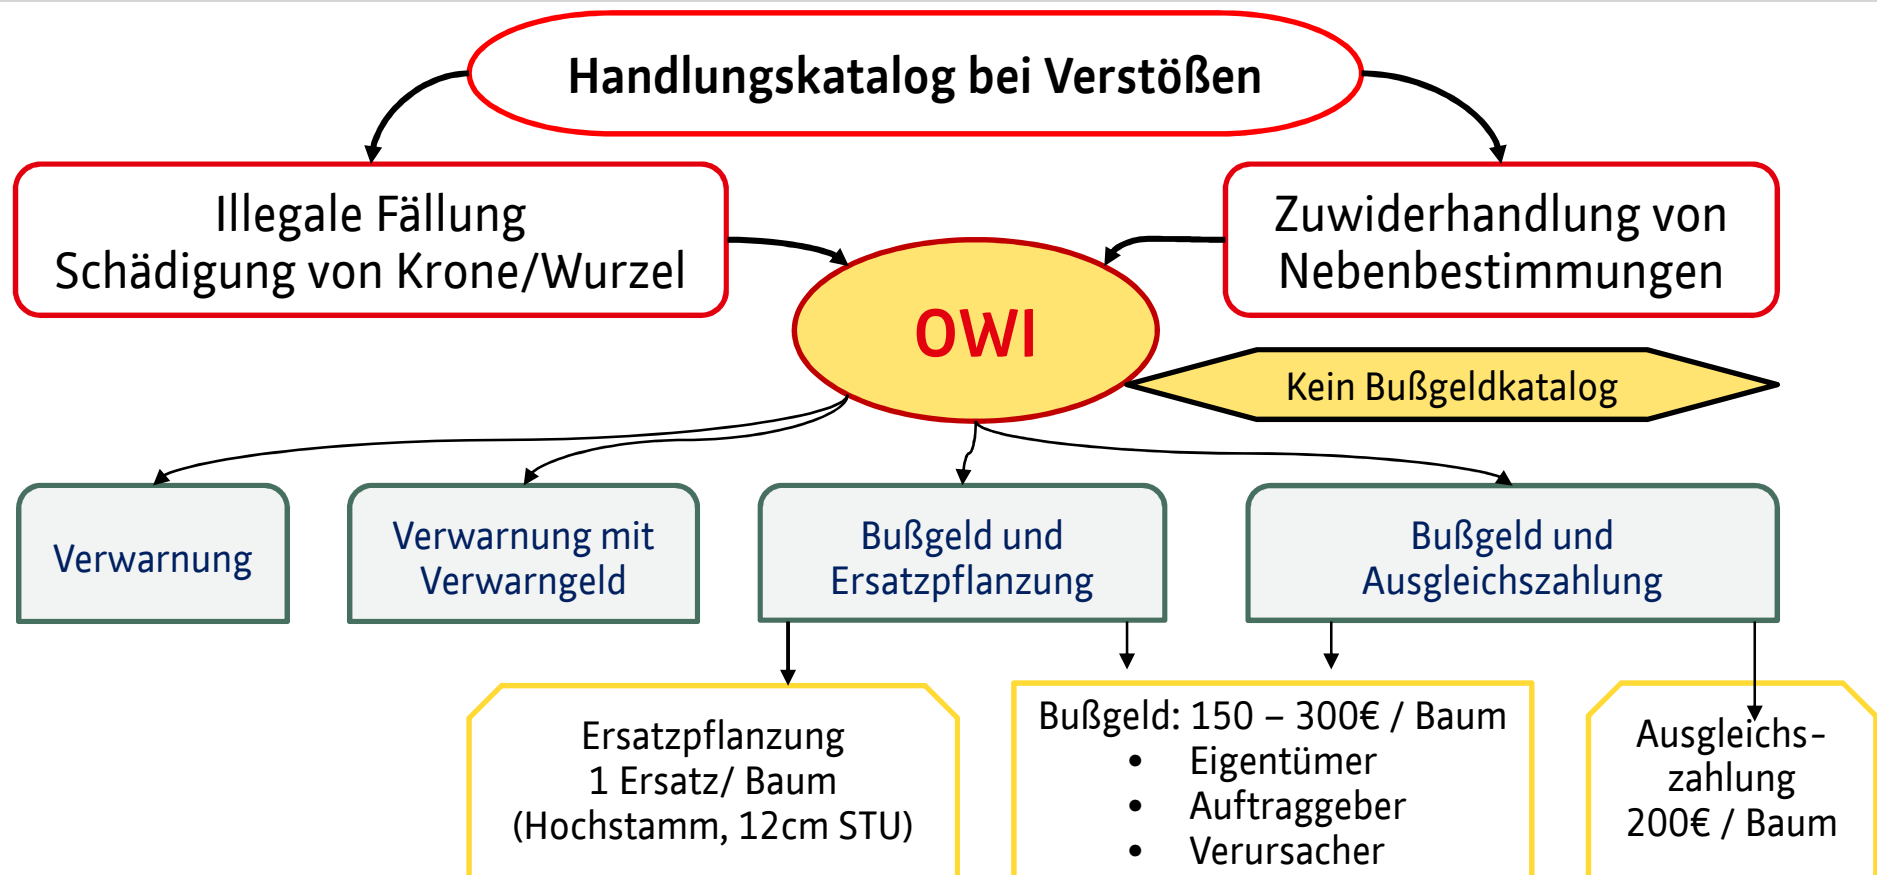 Handlungskatalog bei Verstößen
Illegale Fällung
Schädigung von Krone/Wurzel
Zuwiderhandlung von
Nebenbestimmungen
OWI
Kein Bußgeldkatalog
Verwarnung
Verwarnung mit
Verwarngeld
Bußgeld und
Ersatzpflanzung
Bußgeld und
Ausgleichszahlung
Ersatzpflanzung
1 Ersatz/ Baum
(Hochstamm, 12cm STU)
Bußgeld: 150 – 300€ / Baum
• Eigentümer
• Auftraggeber
• Verursacher
Ausgleichs-
zahlung
200€ / Baum